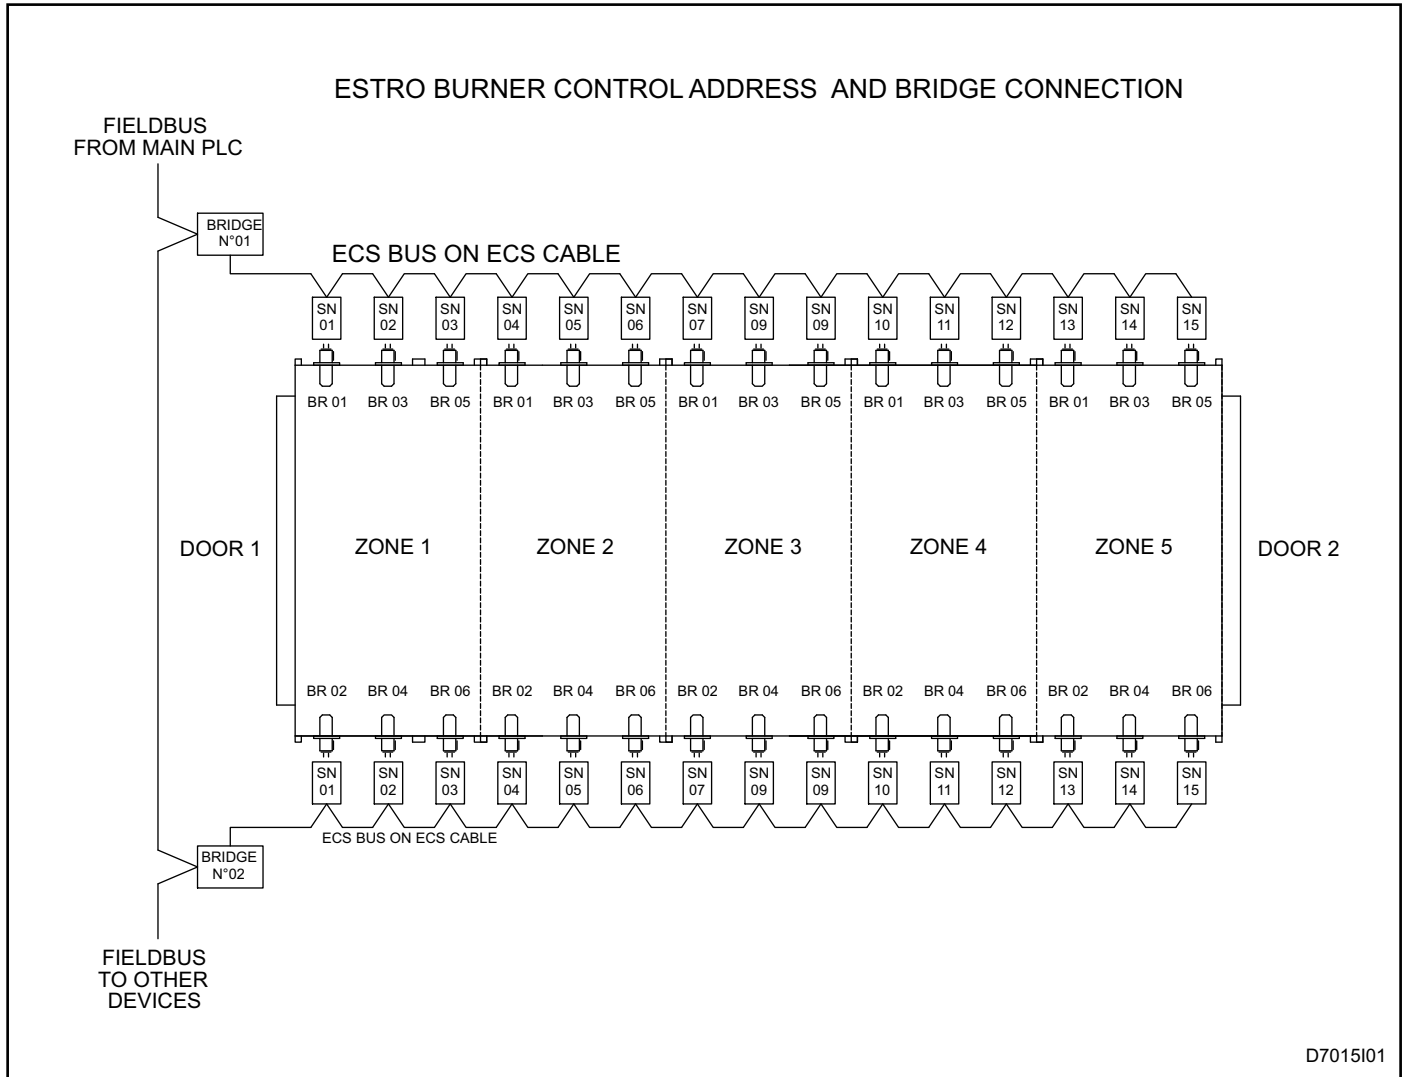 ESTRO BURNER CONTROL ADDRESS AND BRIDGE CONNECTION
FIELDBUS
FROM MAIN PLC
BRIDGE
N°01
ECS BUS ON ECS CABLE
SN SN SN SN SN SN SN SN SN SN SN SN SN SN SN
01 02 03 04 05 06 07 09 09 10 11 12 13 14 15
BR 01 BR 03 BR 05 BR 01 BR 03 BR 05 BR 01 BR 03 BR 05 BR 01 BR 03 BR 05 BR 01 BR 03 BR 05
DOOR 1 ZONE 1 ZONE 2 ZONE 3 ZONE 4 ZONE 5 DOOR 2
BR 02 BR 04 BR 06 BR 02 BR 04 BR 06 BR 02 BR 04 BR 06 BR 02 BR 04 BR 06 BR 02 BR 04 BR 06
SN SN SN SN SN SN SN SN SN SN SN SN SN SN SN
01 02 03 04 05 06 07 09 09 10 11 12 13 14 15
ECS BUS ON ECS CABLE
BRIDGE
N°02
FIELDBUS
TO OTHER
DEVICES
D7015I01